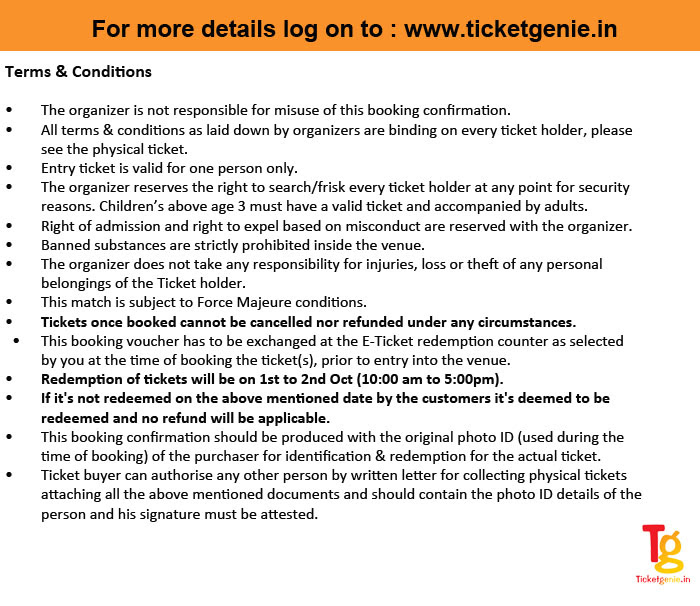 For more details log on to : www.ticketgenie.in
Terms & Conditions
• The organizer is not responsible for misuse of this booking confirmation.
• All terms & conditions as laid down by organizers are binding on every ticket holder, please
see the physical ticket.
• Entry ticket is valid for one person only.
• The organizer reserves the right to search/frisk every ticket holder at any point for security
reasons. Children's above age 3 must have a valid ticket and accompanied by adults.
• Right of admission and right to expel based on misconduct are reserved with the organizer.
• Banned substances are strictly prohibited inside the venue.
• The organizer does not take any responsibility for injuries, loss or theft of any personal
belongings of the Ticket holder.
• This match is subject to Force Majeure conditions.
• Tickets once booked cannot be cancelled nor refunded under any circumstances.
• This booking voucher has to be exchanged at the E-Ticket redemption counter as selected
by you at the time of booking the ticket(s), prior to entry into the venue.
• Redemption of tickets will be on 1st to 2nd Oct (10:00 am to 5:00pm).
• If it's not redeemed on the above mentioned date by the customers it's deemed to be
redeemed and no refund will be applicable.
• This booking confirmation should be produced with the original photo ID (used during the
time of booking) of the purchaser for identification & redemption for the actual ticket.
• Ticket buyer can authorise any other person by written letter for collecting physical tickets
attaching all the above mentioned documents and should contain the photo ID details of the
person and his signature must be attested.
Tg
Ticketgenie.in